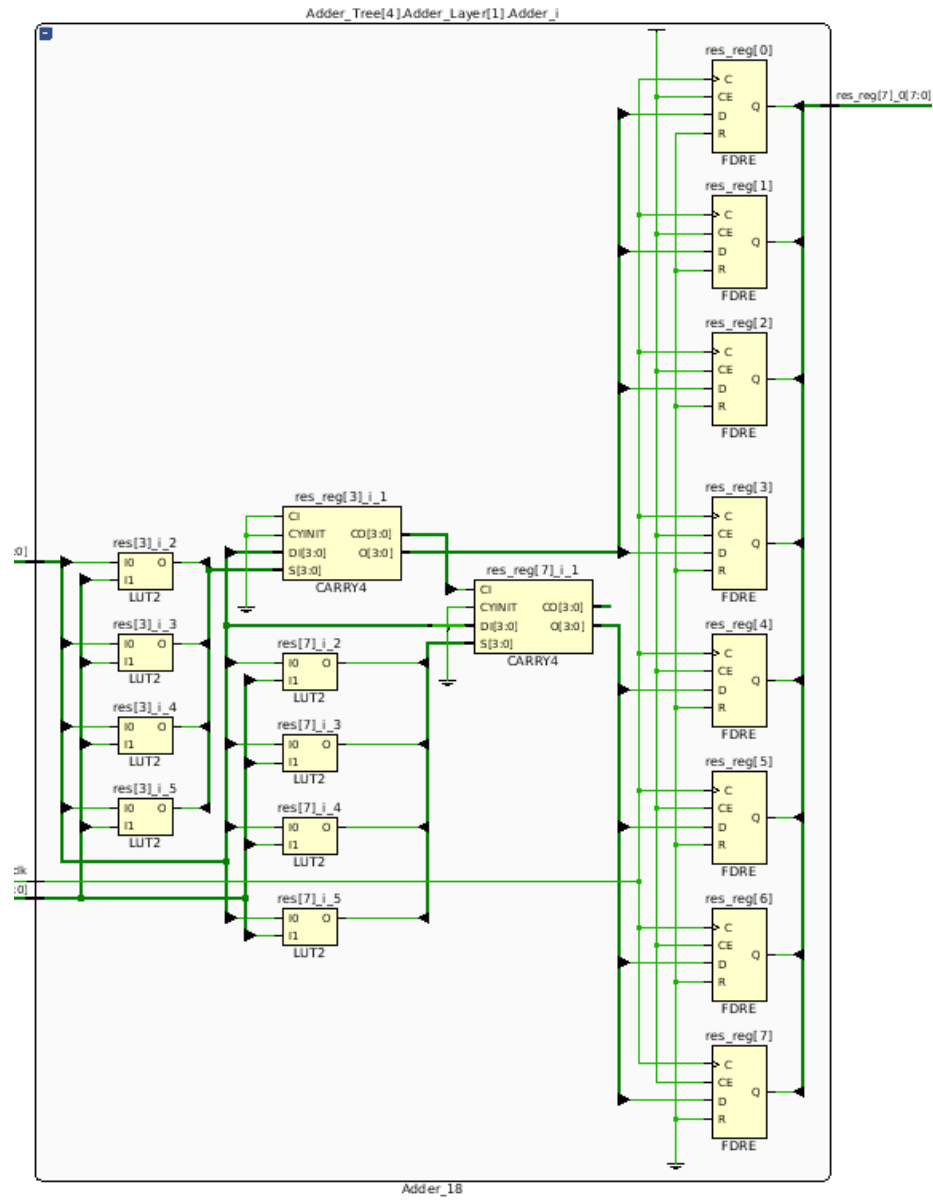 Adder_Tree[4].Adder_Layer[1].Adder_i
res_reg[0]
C
CE
D
R
Q
FDRE
res_reg[7]_0[7:0]
res_reg[1]
C
CE
D
R
Q
FDRE
res_reg[2]
C
CE
D
R
Q
FDRE
res_reg[3]
C
CE
D
R
Q
FDRE
res_reg[4]
C
CE
D
R
Q
FDRE
res_reg[5]
C
CE
D
R
Q
FDRE
res_reg[6]
C
CE
D
R
Q
FDRE
res_reg[7]
C
CE
D
R
Q
FDRE
res_reg[3]_i_1
CI
CYINIT
DI[3:0]
S[3:0]
CO[3:0]
O[3:0]
CARRY4
res_reg[7]_i_1
CI
CYINIT
DI[3:0]
S[3:0]
CO[3:0]
O[3:0]
CARRY4
:0]
res[3]_i_2
I0 O
I1
LUT2
res[3]_i_3
I0 O
I1
LUT2
res[3]_i_4
I0 O
I1
LUT2
res[3]_i_5
I0 O
I1
LUT2
res[7]_i_2
I0 O
I1
LUT2
res[7]_i_3
I0 O
I1
LUT2
res[7]_i_4
I0 O
I1
LUT2
res[7]_i_5
I0 O
I1
LUT2
clk
:0]
Adder_18